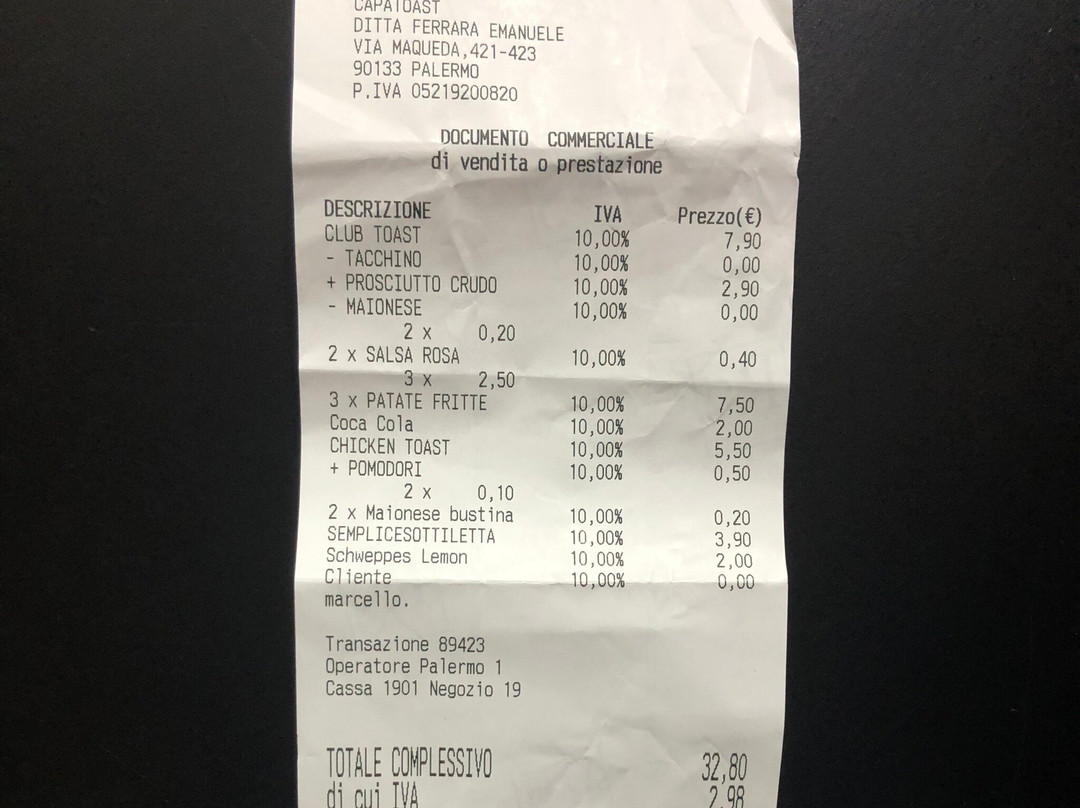 CAPATOAST
DITTA FERRARA EMANUELE
VIA MAQUEDA,421-423
90133 PALERMO
P.IVA 05219200820
DOCUMENTO COMMERCIALE
di vendita o prestazione
DESCRIZIONE IVA Prezzo(€)
CLUB TOAST 10,00% 7,90
- TACCHINO 10,00% 0,00
+ PROSCIUTTO CRUDO 10,00% 2,90
- MAIONESE 10,00% 0,00
2 x 0,20
2 x SALSA ROSA 10,00% 0,40
3 x 2,50
3 x PATATE FRITTE 10,00% 7,50
Coca Cola 10,00% 2,00
CHICKEN TOAST 10,00% 5,50
+ POMODORI 10,00% 0,50
2 x 0,10
2 x Maionese bustina 10,00% 0,20
SEMPLICESOTTILETTA 10,00% 3,90
Schweppes Lemon 10,00% 2,00
Cliente 10,00% 0,00
marcello.
Transazione 89423
Operatore Palermo 1
Cassa 1901 Negozio 19
TOTALE COMPLESSIVO 32,80
di cui IVA 2,98